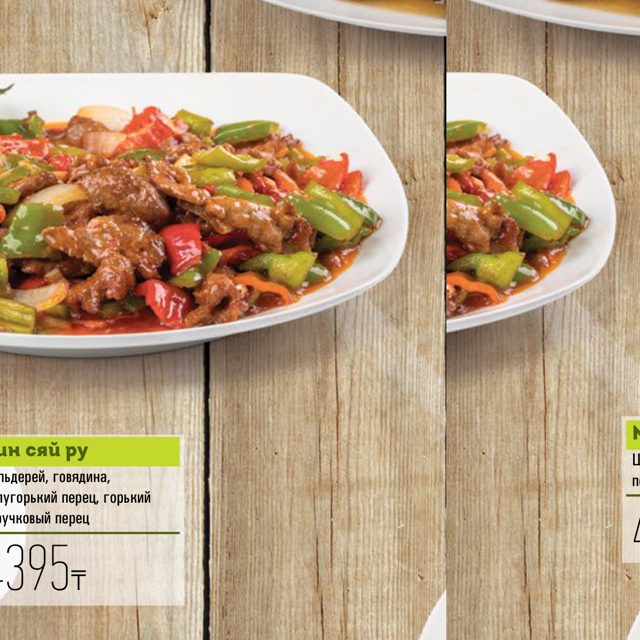 ин сяй ру
льдерей, говядина,
лугорький перец, горький
ручковый перец
395₸